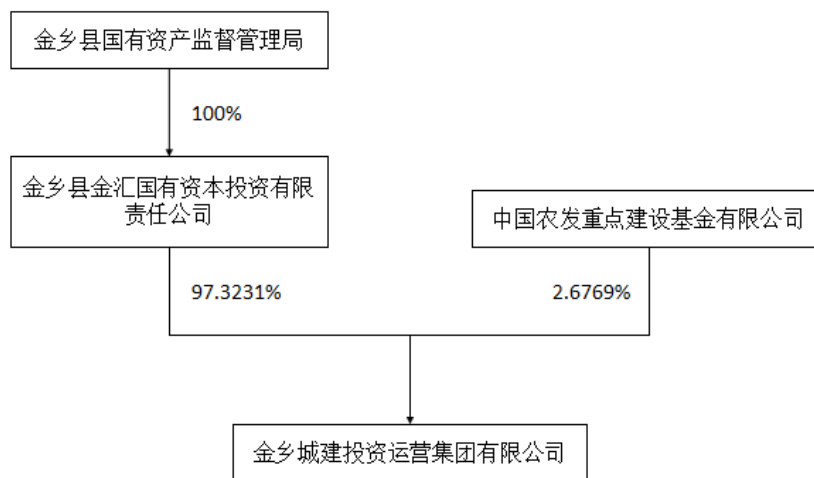 金乡县国有资产监督管理局
100%
金乡县金汇国有资本投资有限
责任公司
中国农发重点建设基金有限公司
97.3231%
2.6769%
金乡城建投资运营集团有限公司